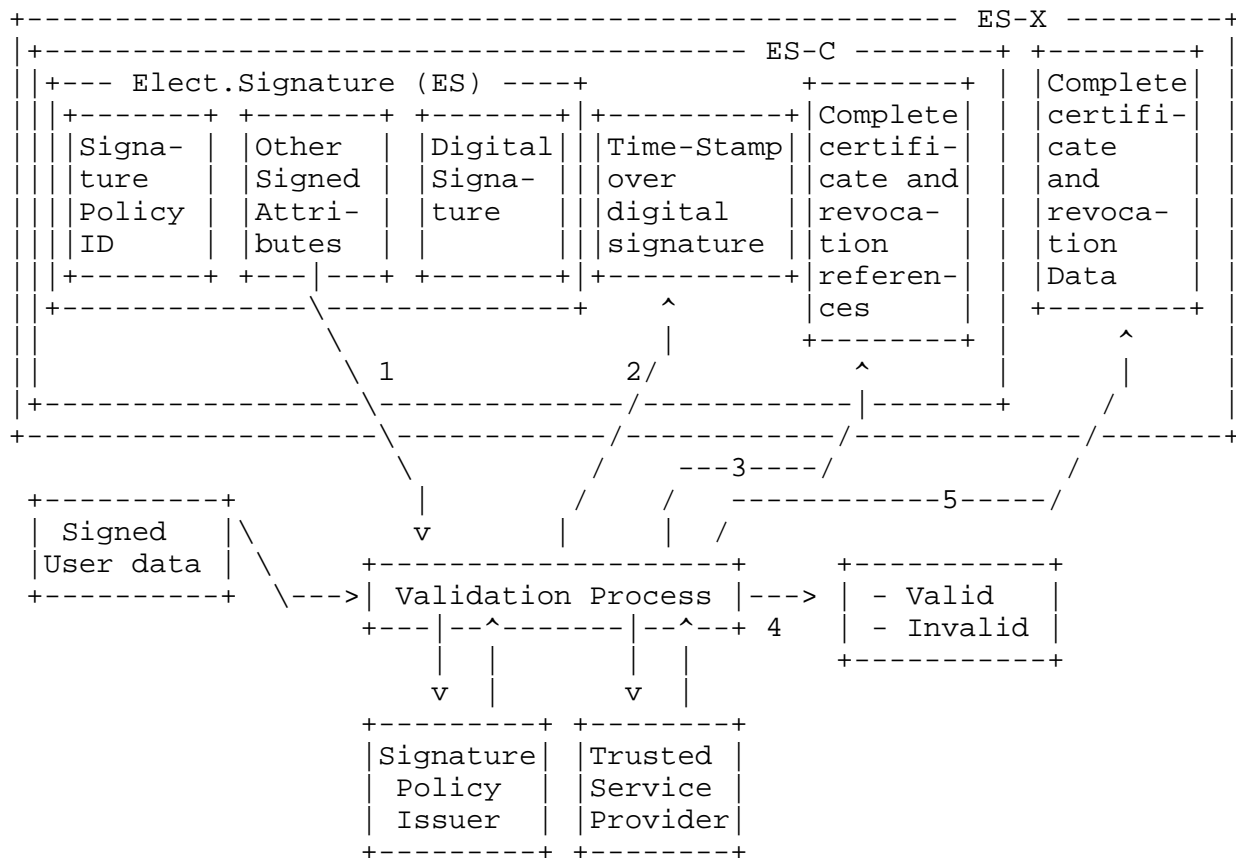 +--------------------------------------------------------- ES-X ---------+
|+-------------------------------------------- ES-C --------+ +--------+ |
||+--- Elect.Signature (ES) ----+              +--------+ | |Complete| |
|||+-------+ +-------+ +-------+|+-----------+|Complete| | |certifi-| |
||||Signa- | |Other  | |Digital|||Time-Stamp||certifi-| | |cate    | |
||||ture   | |Signed | |Signa- |||over      ||cate and| | |and     | |
||||Policy | |Attri- | |ture   |||digital   ||revoca- | | |revoca- | |
||||ID     | |butes  | |       |||signature ||tion    | | |tion    | |
|||+-------+ +---|---+ +-------+|+-----------+|referen-| | |Data    | |
||+--------------\--------------+     ^       |ces     | | +--------+ |
||                \                   |       +--------+ |     ^      |
||                 \ 1             2/            ^       |     |      |
|+------------------\--------------/-------------|-------+    /       |
+--------------------\------------/-------------/------------/--------+
                      \          /    ---3----/            /
+----------+           |        /    /   ------------5-----/
| Signed   |\          v       |    |   /
|User data | \     +--------------------+     +-----------+
+----------+  \--->| Validation Process |---> | - Valid   |
                   +---|--^-------|--^--+ 4   | - Invalid |
                       |  |       |  |        +-----------+
                       v  |       v  |
                   +---------+ +--------+
                   |Signature| |Trusted |
                   | Policy  | |Service |
                   | Issuer  | |Provider|
                   +---------+ +--------+